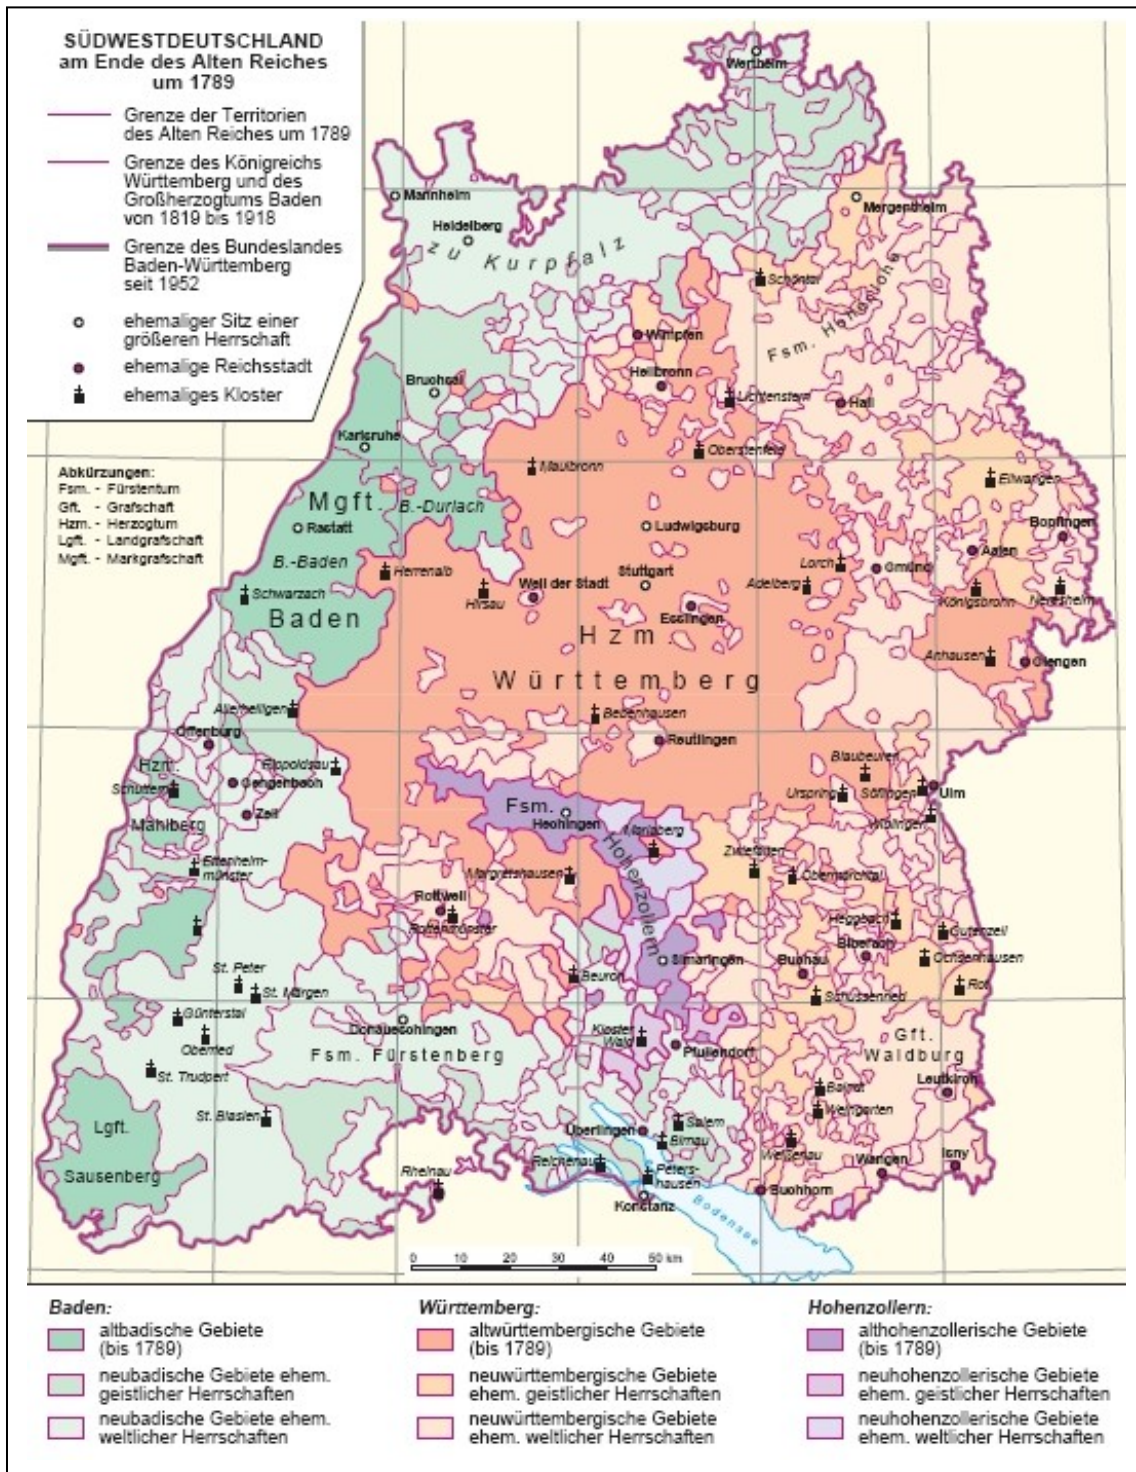 SÜDWESTDEUTSCHLAND
am Ende des Alten Reiches
um 1789
Grenze der Territorien
des Alten Reiches um 1789
Grenze des Königreichs
Württemberg und des
Großherzogtums Baden
von 1819 bis 1918
Grenze des Bundeslandes
Baden-Württemberg
seit 1952
ehemaliger Sitz einer
größeren Herrschaft
ehemalige Reichsstadt
ehemaliges Kloster
Abkürzungen:
Fsm. - Fürstentum
Gft. - Grafschaft
Hzm. - Herzogtum
Lgft. - Landgrafschaft
Mgft. - Markgrafschaft
Wertheim
Mannheim
Mergentheim
Heidelberg
zu Kurpfalz
Schöntal
Fsm. Hohenlohe
Wimpfen
Heilbronn
Bruchsal
Lichtenstern
Hall
Karlsruhe
Maulbronn
Oberstenfeld
Ellwangen
Mgft.
B.-Durlach
Rastatt
Ludwigsburg
Bopfingen
Aalen
B.-Baden
Herrenalb
Hirsau
Weil der Stadt
Stuttgart
Lorch
Gmünd
Adelberg
Schwarzach
Königsbronn
Neresheim
Baden
Esslingen
Hzm.
Anhausen
Giengen
Württemberg
Allerheiligen
Bebenhausen
Offenburg
Reutlingen
Rippoldsau
Blaubeuren
Hzm.
Schuttern
Gengenbach
Urspring
Söflingen
Ulm
Mahlberg
Zell
Fsm.
Hechingen
Wiblingen
Mariaberg
Hohenzollern
Ettenheim-
münster
Margretshausen
Zwiefalten
Obermarchtal
Rottweil
Rottenmünster
Heggbach
Gutenzell
Biberach
Ochsenhausen
St. Peter
St. Märgen
Beuron
Simaringen
Buchau
Schussenried
Rot
Günterstal
Oberried
Donaueschingen
Kloster
Wald
Pfullendorf
Gft.
Waldburg
Fsm. Fürstenberg
St. Trudpert
Baindt
Leutkirch
St. Blasien
Weingarten
Lgft.
Sausenberg
Überlingen
Salem
Birnau
Weißenau
Rheinau
Reichenau
Peters-
hausen
Wangen
Isny
Konstanz
Buchhorn
Bodensee
0 10 20 30 40 50 km
Baden:
altbadische Gebiete
(bis 1789)
neubadische Gebiete ehem.
geistlicher Herrschaften
neubadische Gebiete ehem.
weltlicher Herrschaften
Württemberg:
altwürttembergische Gebiete
(bis 1789)
neuwürttembergische Gebiete
ehem. geistlicher Herrschaften
neuwürttembergische Gebiete
ehem. weltlicher Herrschaften
Hohenzollern:
althohenzollerische Gebiete
(bis 1789)
neuhohenzollerische Gebiete
ehem. geistlicher Herrschaften
neuhohenzollerische Gebiete
ehem. weltlicher Herrschaften